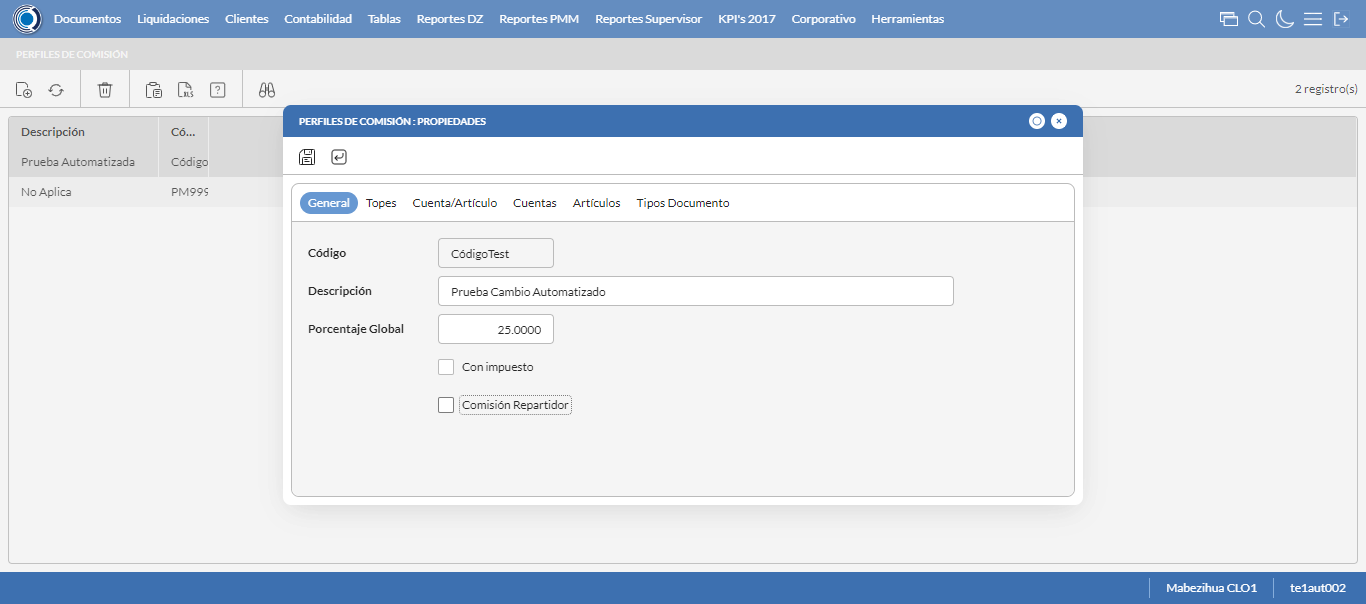 Documentos Liquidaciones Clientes Contabilidad Tablas Reportes DZ Reportes PMM Reportes Supervisor KPI's 2017 Corporativo Herramientas
PERFILES DE COMISIÓN
XLS ? 2 registro(s)
Descripción Có...
Prueba Automatizada Código
No Aplica PM999
PERFILES DE COMISIÓN : PROPIEDADES
General Topes Cuenta/Artículo Cuentas Artículos Tipos Documento
Código CódigoTest
Descripción Prueba Cambio Automatizado
Porcentaje Global 25.0000
Con impuesto
Comisión Repartidor
Mabezihua CLO1 te1aut002